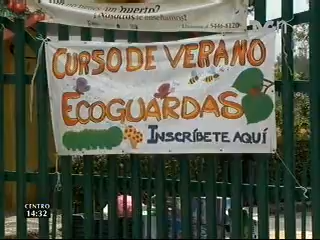 ¡Nosotros te enseñamos!
CURSO DE VERANO
ECOGUARDAS
INSCRÍBETE AQUÍ
CENTRO
14:32